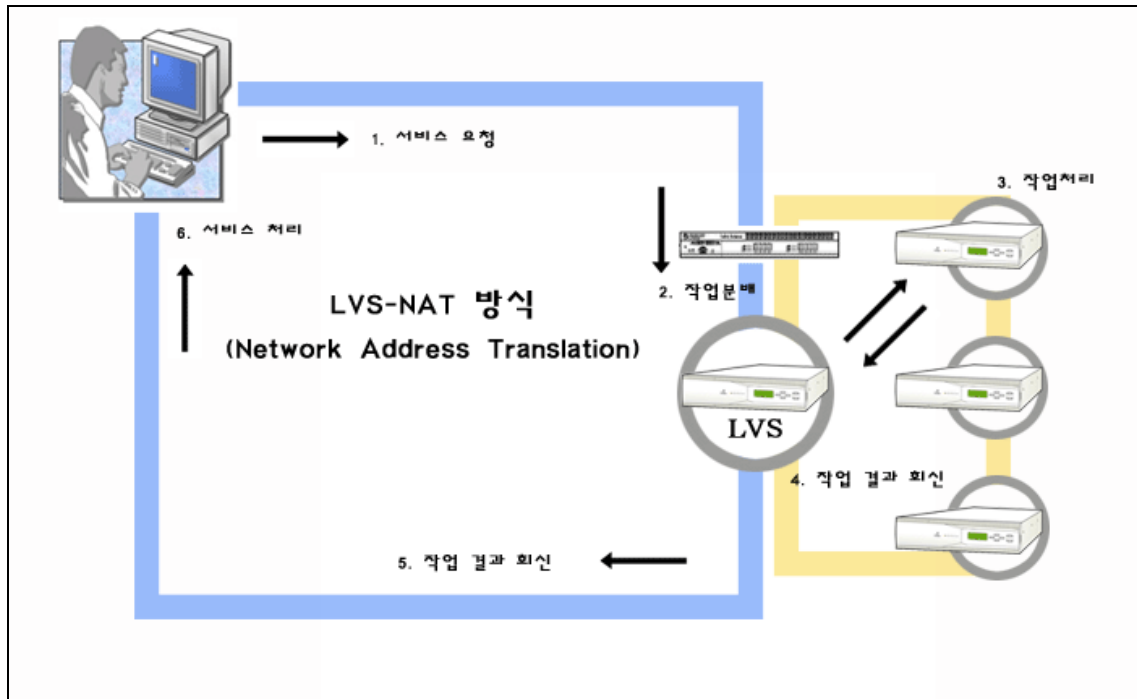 1. 서비스 요청
3. 작업처리
6. 서비스 처리
2. 작업분배
LVS-NAT 방식
(Network Address Translation)
LVS
4. 작업 결과 회신
5. 작업 결과 회신